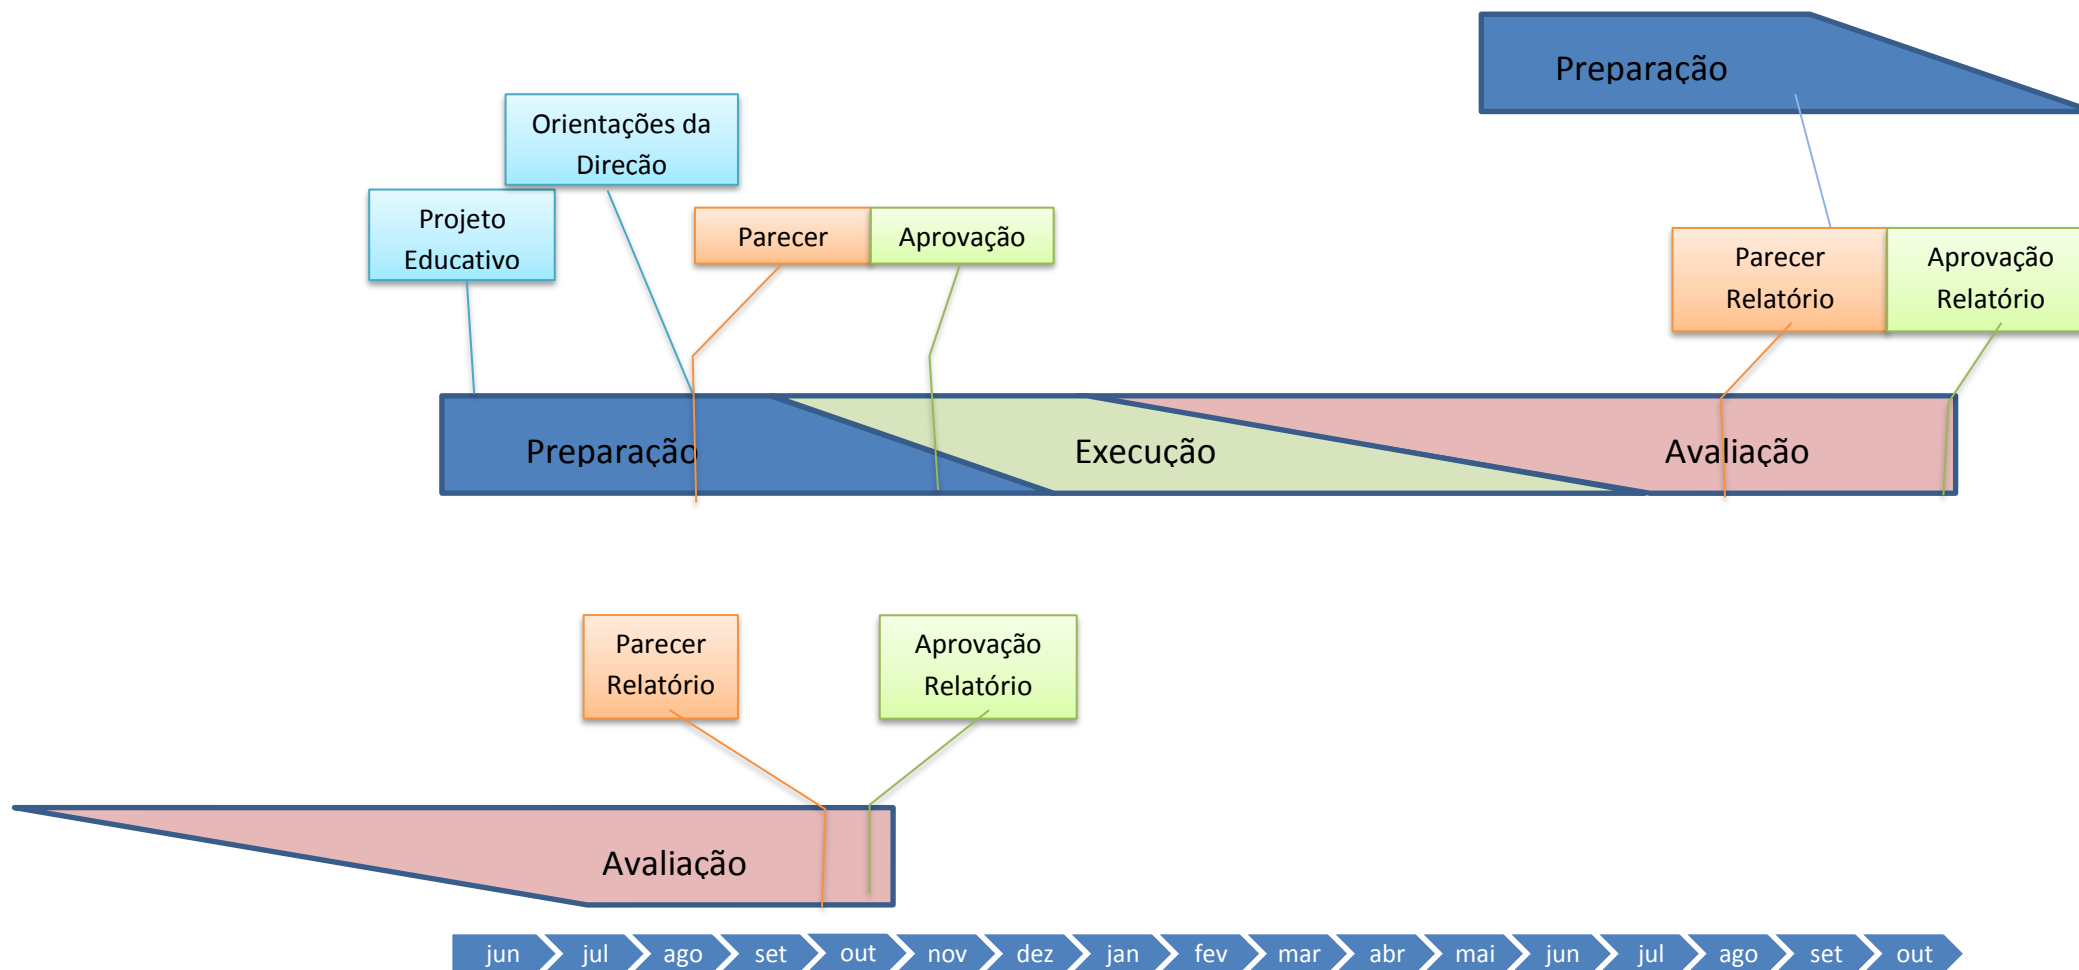 Preparação
Orientações da
Direcão
Projeto
Educativo
Parecer
Aprovação
Parecer
Relatório
Aprovação
Relatório
Preparação
Execução
Avaliação
Parecer
Relatório
Aprovação
Relatório
Avaliação
jun jul ago set out nov dez jan fev mar abr mai jun jul ago set out